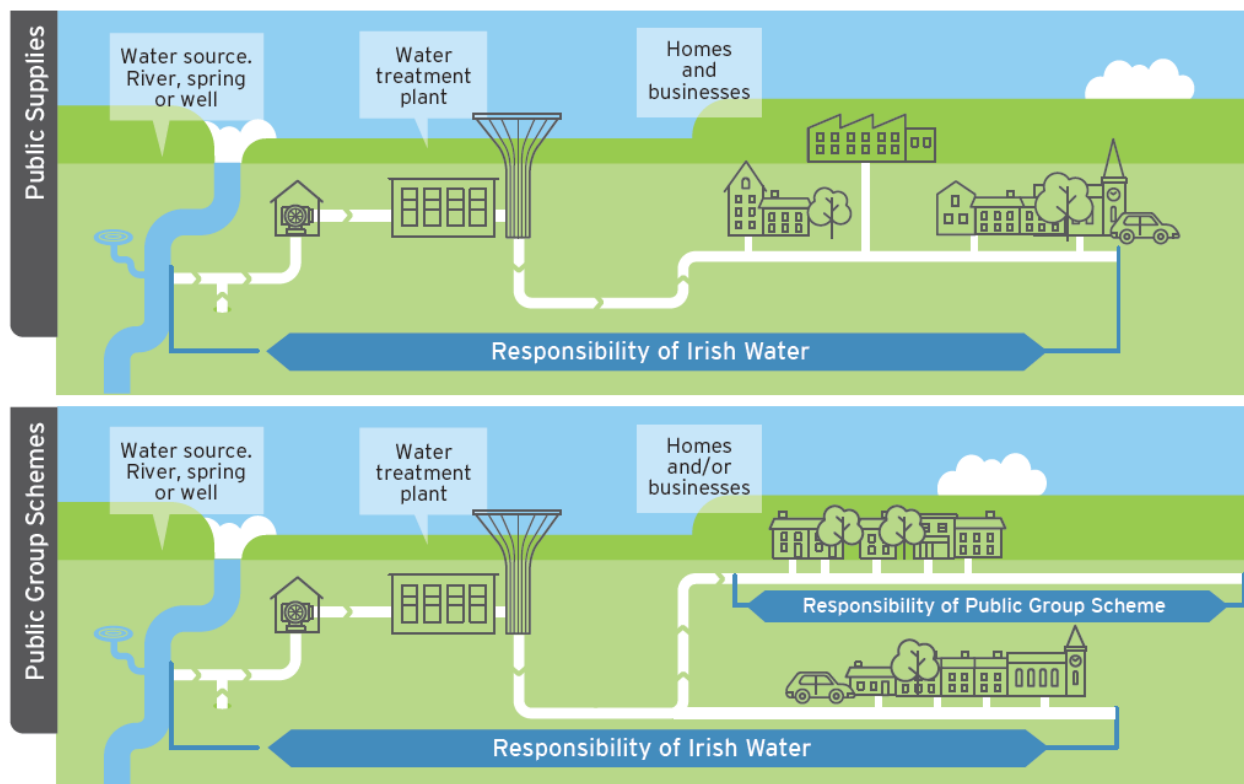 Public Supplies
Water source.
River, spring
or well
Water
treatment
plant
Homes
and
businesses
Responsibility of Irish Water
Public Group Schemes
Water source.
River, spring
or well
Water
treatment
plant
Homes
and/or
businesses
Responsibility of Public Group Scheme
Responsibility of Irish Water